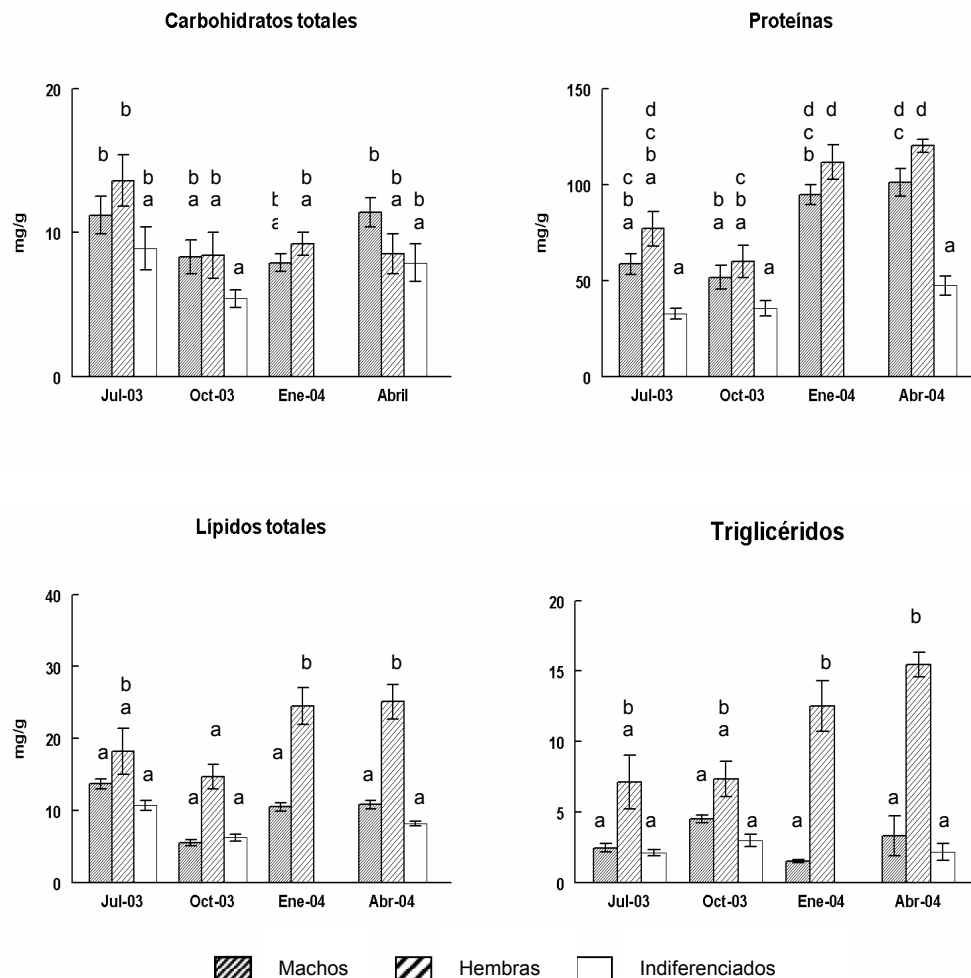 Carbohidratos totales
mg/g
20
10
0
b
b
b
a
b
a
b
a
a
b
a
b
b
a
b
a
Jul-03 Oct-03 Ene-04 Abril
Proteínas
mg/g
150
100
50
0
c
b
a
d
c
b
a
a
b
a
c
b
a
a
d
c
b
d
d
c
d
a
Jul-03 Oct-03 Ene-04 Abr-04
Lípidos totales
mg/g
40
30
20
10
0
a
b
a
a
a
a
a
a
b
a
b
a
Jul-03 Oct-03 Ene-04 Abr-04
Triglicéridos
20
15
10
5
0
a
b
a
a
a
b
a
a
a
b
a
b
a
Jul-03 Oct-03 Ene-04 Abr-04
Machos Hembras Indiferenciados